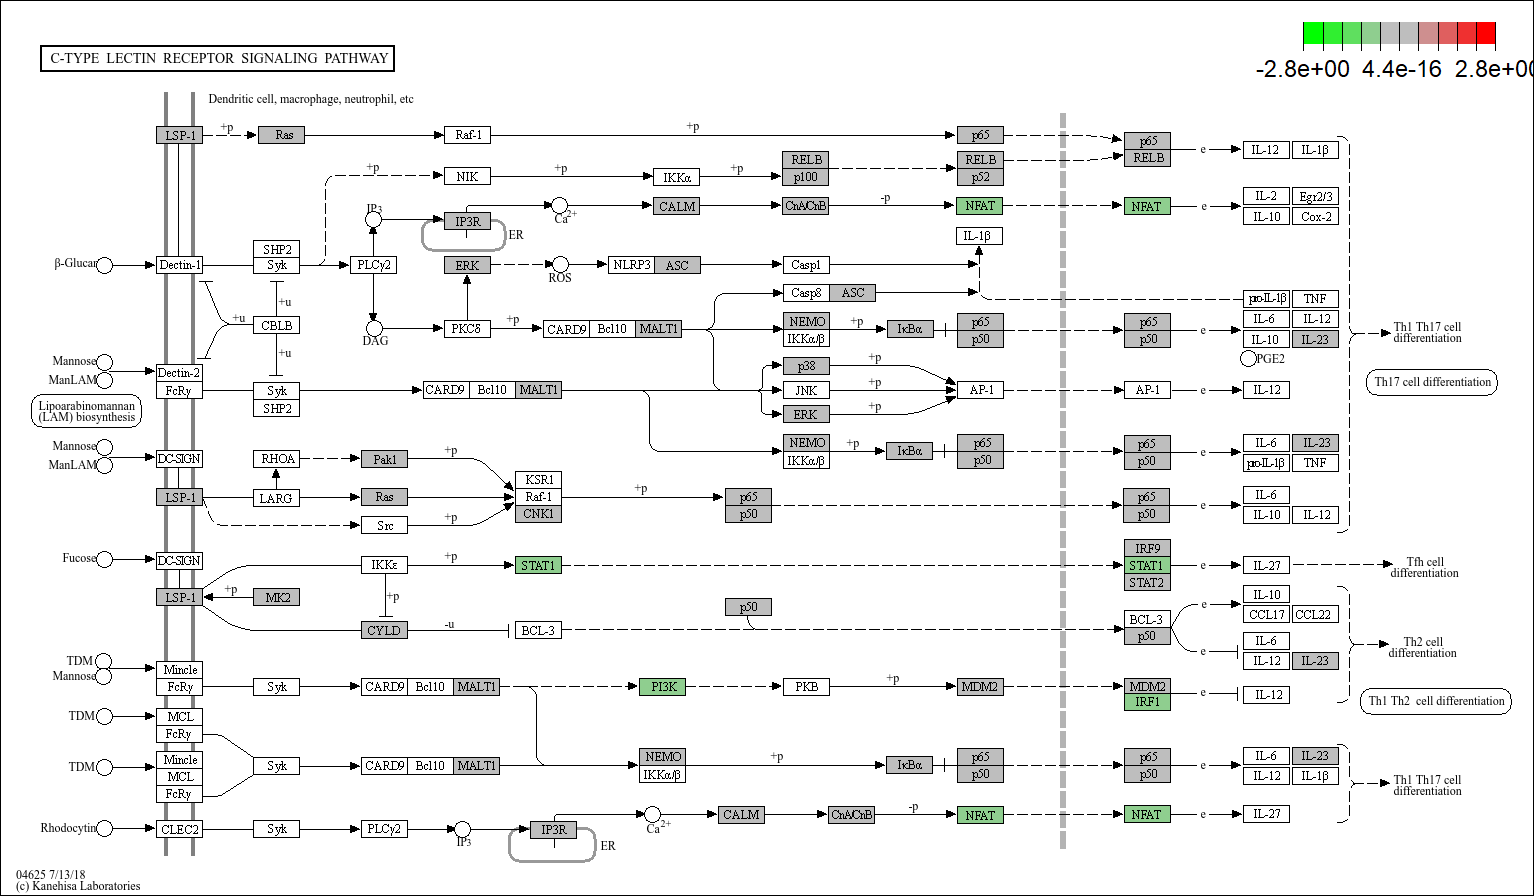 -2.8e+00 4.4e-16 2.8e+00
C-TYPE LECTIN RECEPTOR SIGNALING PATHWAY
Dendritic cell, macrophage, neutrophil, etc
LSP-1 +p Ras Raf-1 +p p65 p65
RELB e IL-12 IL-1β
RELB RELB
+p NIK +p IKKα +p p100 p52
IL-2 Egr2/3
IP3 IP3R Ca2+ CALM CnA/CnB -p NFAT NFAT e
IL-10 Cox-2
ER
IL-1β
SHP2
β-Glucan Dectin-1 Syk PLCγ2 ERK ROS NLRP3 ASC Casp1
Casp8 ASC pro-IL-1β TNF
+u
+u CBLB DAG PKCδ +p CARD9 Bcl10 MALT1 NEMO IKKα/β +p IκBα p65 p50 p65 p50 e IL-6 IL-12
IL-10 IL-23
Th1 Th17 cell
differentiation
+u
PGE2
Mannose
ManLAM
Dectin-2
FcRγ Syk
SHP2
CARD9 Bcl10 MALT1
p38 +p
JNK +p AP-1 AP-1 e IL-12
ERK +p
Th17 cell differentiation
Lipoarabinomannan
(LAM) biosynthesis
Mannose
ManLAM
DC-SIGN RHOA Pak1 +p
NEMO IKKα/β +p IκBα p65 p50 p65 p50 e IL-6 IL-23
pro-IL-1β TNF
KSR1
LSP-1 LARG Ras Raf-1 +p p65 p65 e IL-6
CNK1 p50 p50 IL-10 IL-12
Src +p
Fucose DC-SIGN IKKε +p STAT1 IRF9
STAT1 e IL-27
STAT2
Tfh cell
differentiation
LSP-1 +p MK2 +p
CYLD -u BCL-3 p50 BCL-3
p50
e IL-10
CCL17 CCL22
e IL-6
IL-12 IL-23
Th2 cell
differentiation
TDM
Mannose
Mincle
FcRγ Syk CARD9 Bcl10 MALT1 PI3K PKB +p MDM2 MDM2
IRF1 e IL-12
Th1 Th2 cell differentiation
TDM MCL
FcRγ
TDM Mincle
MCL
FcRγ
Syk CARD9 Bcl10 MALT1 NEMO
IKKα/β +p IκBα p65
p50 p65
p50 e IL-6 IL-23
IL-12 IL-1β
Th1 Th17 cell
differentiation
Rhodocytin CLEC2 Syk PLCγ2 IP3 IP3R Ca2+ CALM CnA/CnB -p NFAT NFAT e IL-27
ER
04625 7/13/18
(c) Kanehisa Laboratories